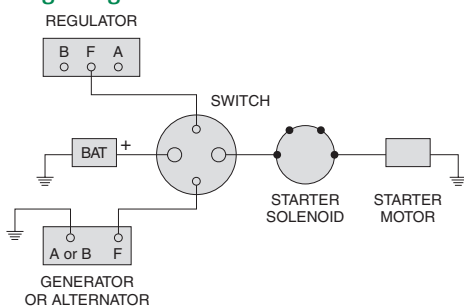 REGULATOR
B F A
SWITCH
BAT +
STARTER
SOLENOID
STARTER
MOTOR
A or B F
GENERATOR
OR ALTERNATOR